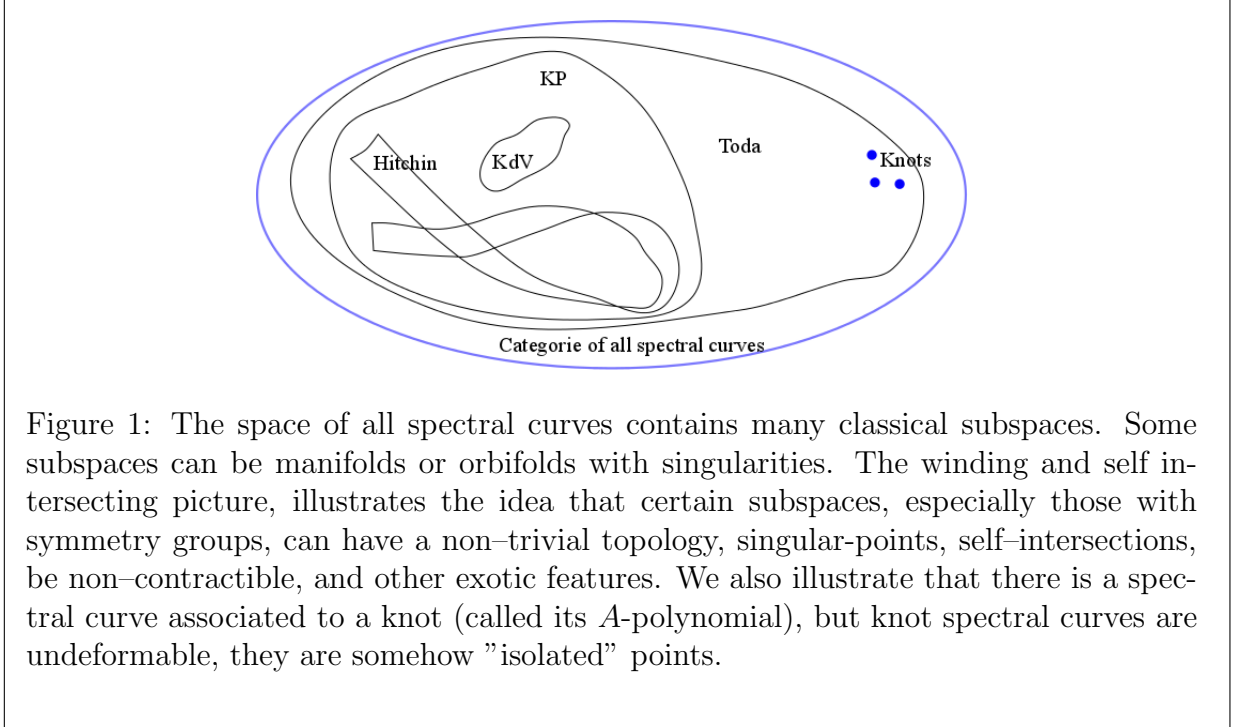 KP
Toda
Knots
Hitchin
KdV
Categorie of all spectral curves
Figure 1: The space of all spectral curves contains many classical subspaces. Some
subspaces can be manifolds or orbifolds with singularities. The winding and self in-
tersecting picture, illustrates the idea that certain subspaces, especially those with
symmetry groups, can have a non–trivial topology, singular-points, self–intersections,
be non–contractible, and other exotic features. We also illustrate that there is a spec-
tral curve associated to a knot (called its A-polynomial), but knot spectral curves are
undeformable, they are somehow ”isolated” points.